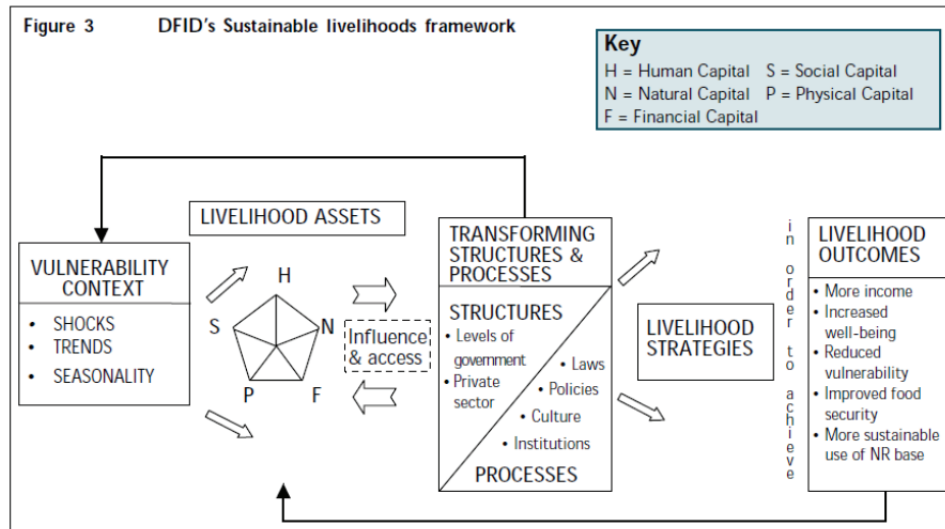 Figure 3 DFID's Sustainable livelihoods framework
Key
H = Human Capital S = Social Capital
N = Natural Capital P = Physical Capital
F = Financial Capital
LIVELIHOOD ASSETS
VULNERABILITY
CONTEXT
• SHOCKS
• TRENDS
• SEASONALITY
H
S
N
P
F
Influence
& access
TRANSFORMING
STRUCTURES &
PROCESSES
STRUCTURES
• Levels of
government
• Private
sector
• Laws
• Policies
• Culture
• Institutions
PROCESSES
LIVELIHOOD
STRATEGIES
in order to achieve
LIVELIHOOD
OUTCOMES
• More income
• Increased
well-being
• Reduced
vulnerability
• Improved food
security
• More sustainable
use of NR base